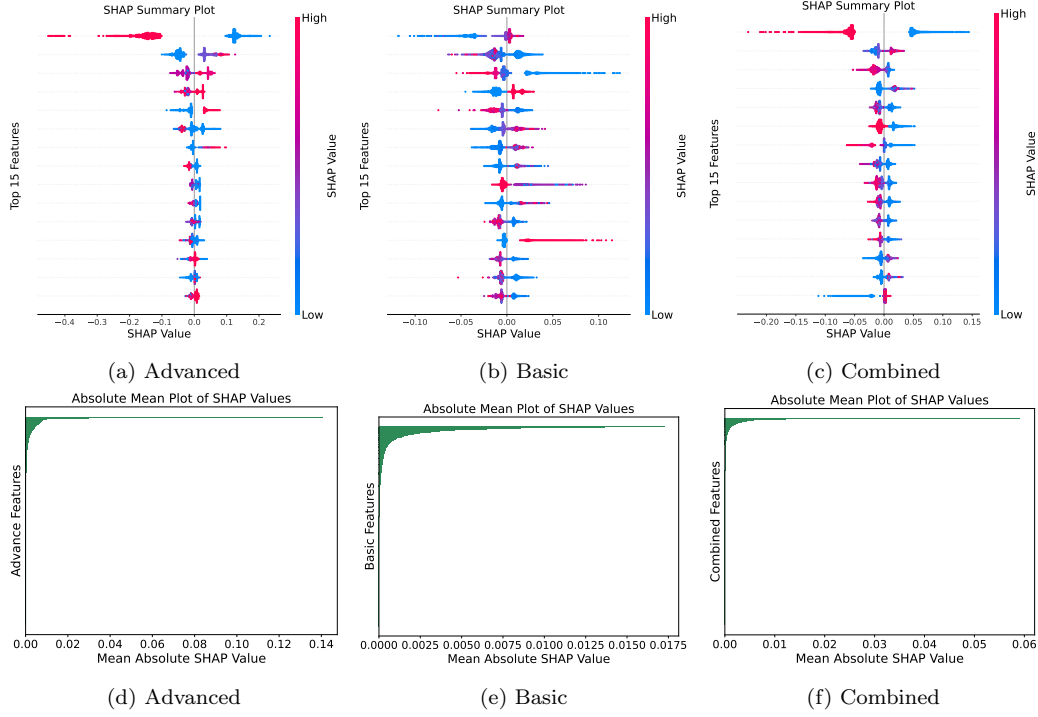 SHAP Summary Plot
High
Top 15 Features
SHAP Value
Low
−0.4 −0.3 −0.2 −0.1 0.0 0.1 0.2
SHAP Value
(a) Advanced
SHAP Summary Plot
High
Top 15 Features
SHAP Value
Low
−0.10 −0.05 0.00 0.05 0.10
SHAP Value
(b) Basic
SHAP Summary Plot
High
Top 15 Features
SHAP Value
Low
−0.20 −0.15 −0.10 −0.05 0.00 0.05 0.10 0.15
SHAP Value
(c) Combined
Absolute Mean Plot of SHAP Values
Advance Features
0.00 0.02 0.04 0.06 0.08 0.10 0.12 0.14
Mean Absolute SHAP Value
(d) Advanced
Absolute Mean Plot of SHAP Values
Basic Features
0.0000 0.0025 0.0050 0.0075 0.0100 0.0125 0.0150 0.0175
Mean Absolute SHAP Value
(e) Basic
Absolute Mean Plot of SHAP Values
Combined Features
0.00 0.01 0.02 0.03 0.04 0.05 0.06
Mean Absolute SHAP Value
(f) Combined